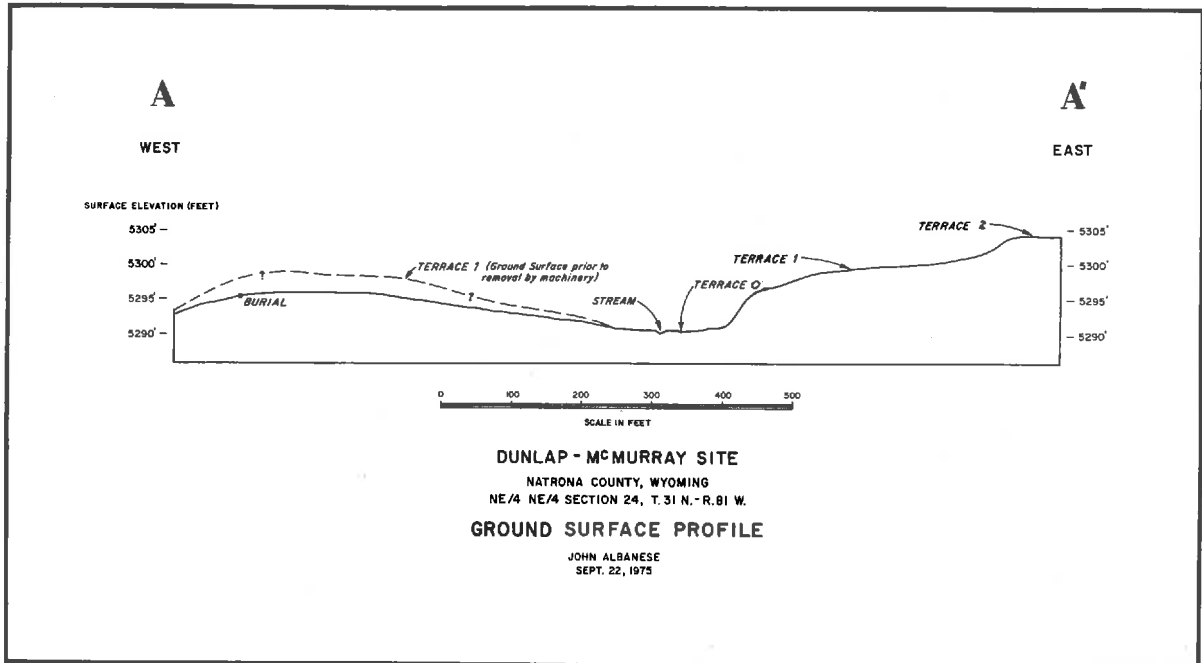 A A"
WEST EAST
SURFACE ELEVATION (FEET)
5305' –
5300' –
5295' –
5290' –
TERRACE 1 (Ground Surface prior to
removal by machinery)
?
?
BURIAL
STREAM
TERRACE O
TERRACE 1
TERRACE 2
– 5305'
– 5300'
– 5295'
– 5290'
0 100 200 300 400 500
SCALE IN FEET
DUNLAP - McMURRAY SITE
NATRONA COUNTY, WYOMING
NE/4 NE/4 SECTION 24, T. 31 N.- R.81 W.
GROUND SURFACE PROFILE
JOHN ALBANESE
SEPT. 22, 1975